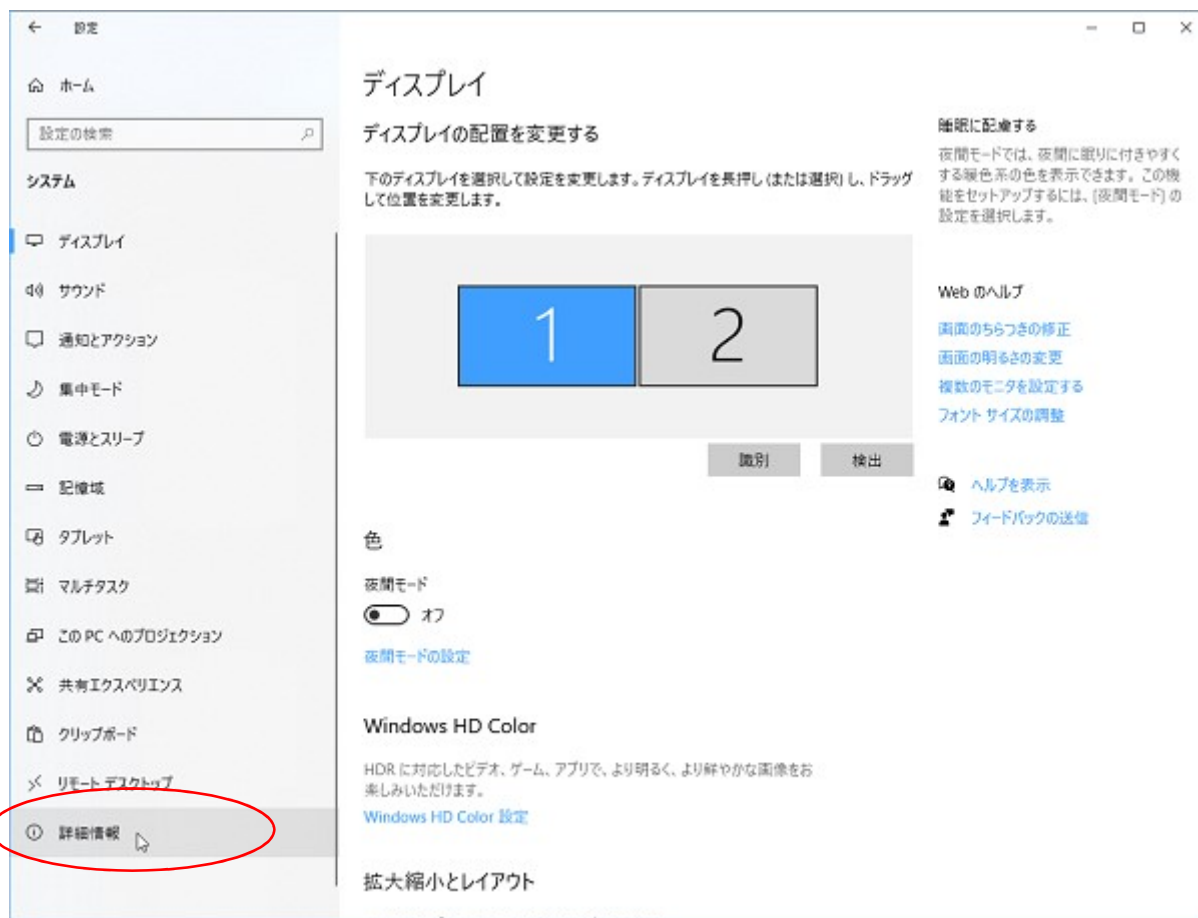 設定
ホーム
設定の検索
システム
ディスプレイ
サウンド
通知とアクション
集中モード
電源とスリープ
記憶域
タブレット
マルチタスク
この PC へのプロジェクション
共有エクスペリエンス
クリップボード
リモート デスクトップ
詳細情報
ディスプレイ
ディスプレイの配置を変更する
下のディスプレイを選択して設定を変更します。ディスプレイを長押し (または選択) し、ドラッグ
して位置を変更します。
1
2
識別
検出
色
夜間モード
オフ
夜間モードの設定
Windows HD Color
HDR に対応したビデオ、ゲーム、アプリで、より明るく、より鮮やかな画像をお
楽しみいただけます。
Windows HD Color 設定
拡大縮小とレイアウト
睡眠に配慮する
夜間モードでは、夜間に眠りに付きやすく
する暖色系の色を表示できます。この機
能をセットアップするには、[夜間モード] の
設定を選択します。
Web のヘルプ
画面のちらつきの修正
画面の明るさの変更
複数のモニタを設定する
フォント サイズの調整
ヘルプを表示
フィードバックの送信